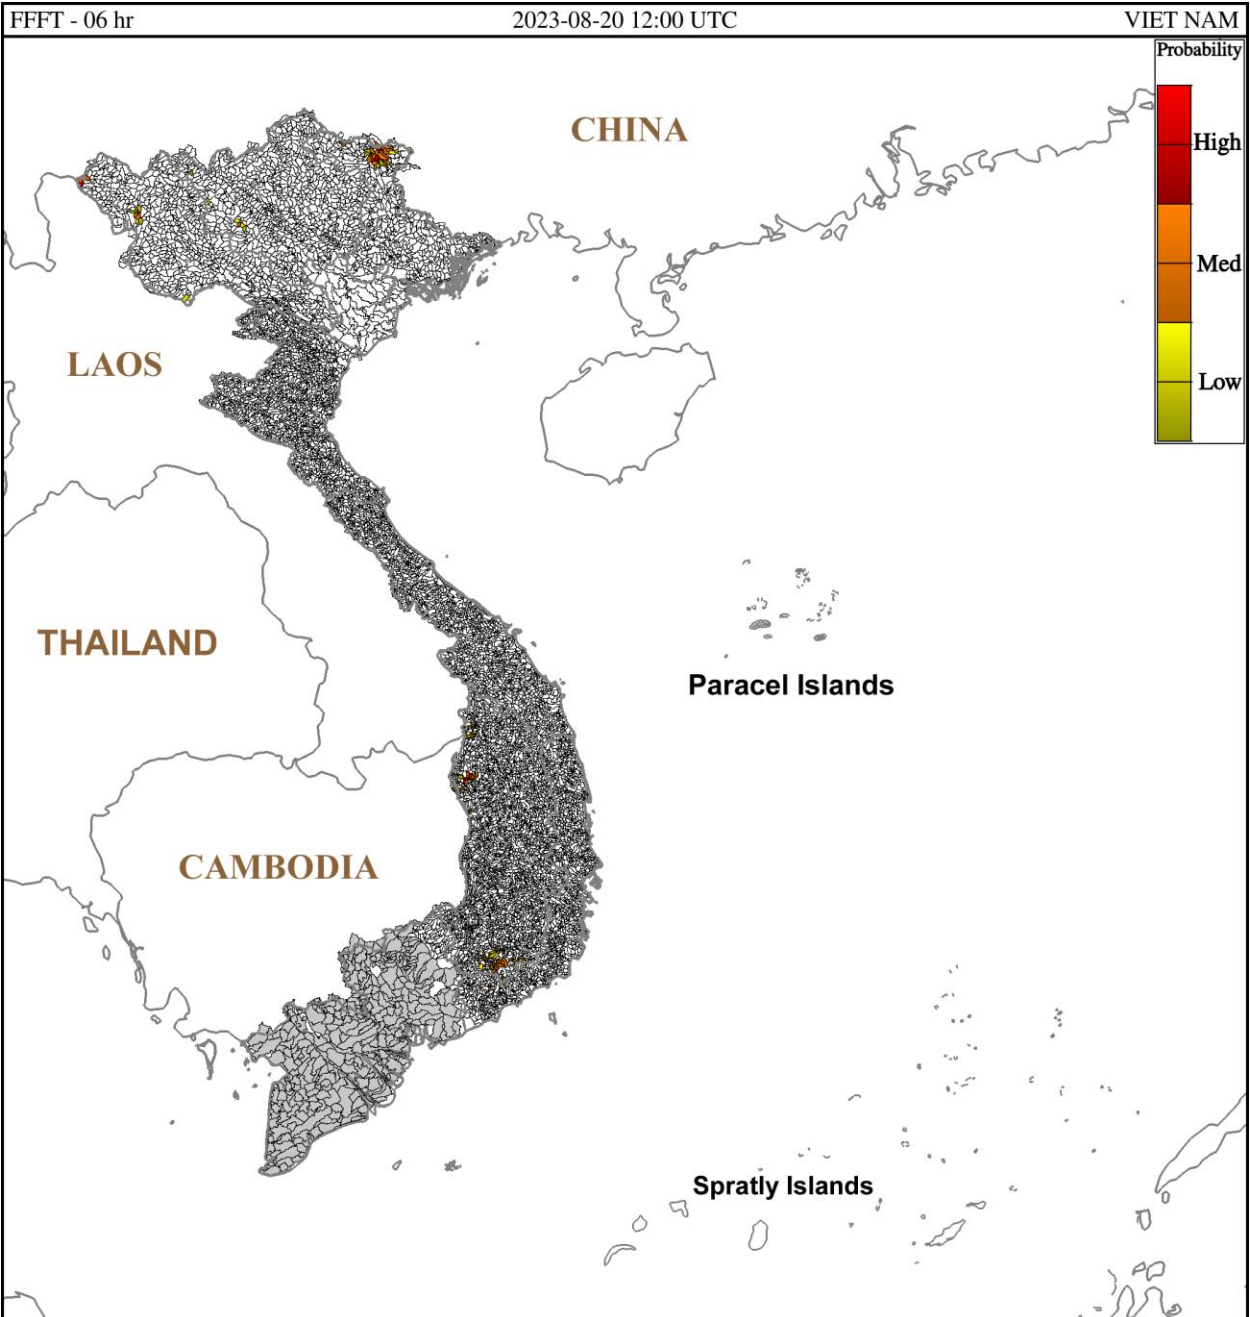 FFFT - 06 hr
2023-08-20 12:00 UTC
VIET NAM
Probability
CHINA
High
Med
LAOS
Low
THAILAND
Paracel Islands
CAMBODIA
Spratly Islands